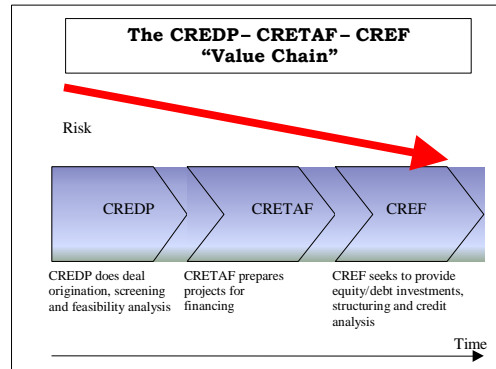 The CREDP– CRETAF – CREF
“Value Chain”
Risk
CREDP
CRETAF
CREF
CREDP does deal
origination, screening
and feasibility analysis
CRETAF prepares
projects for
financing
CREF seeks to provide
equity/debt investments,
structuring and credit
analysis
Time